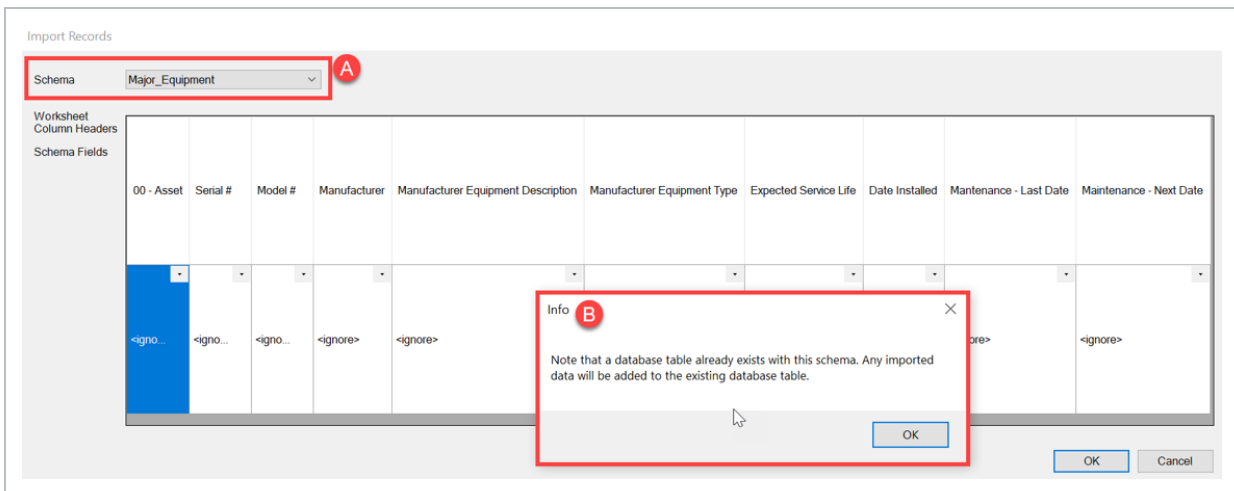 Import Records
Schema
Major_Equipment
A
Worksheet
Column Headers
Schema Fields
00 - Asset
Serial #
Model #
Manufacturer
Manufacturer Equipment Description
Manufacturer Equipment Type
Expected Service Life
Date Installed
Mantenance - Last Date
Maintenance - Next Date
<igno...
<igno...
<igno...
<ignore>
<ignore>
ore>
<ignore>
Info
B
Note that a database table already exists with this schema. Any imported
data will be added to the existing database table.
OK
OK
Cancel